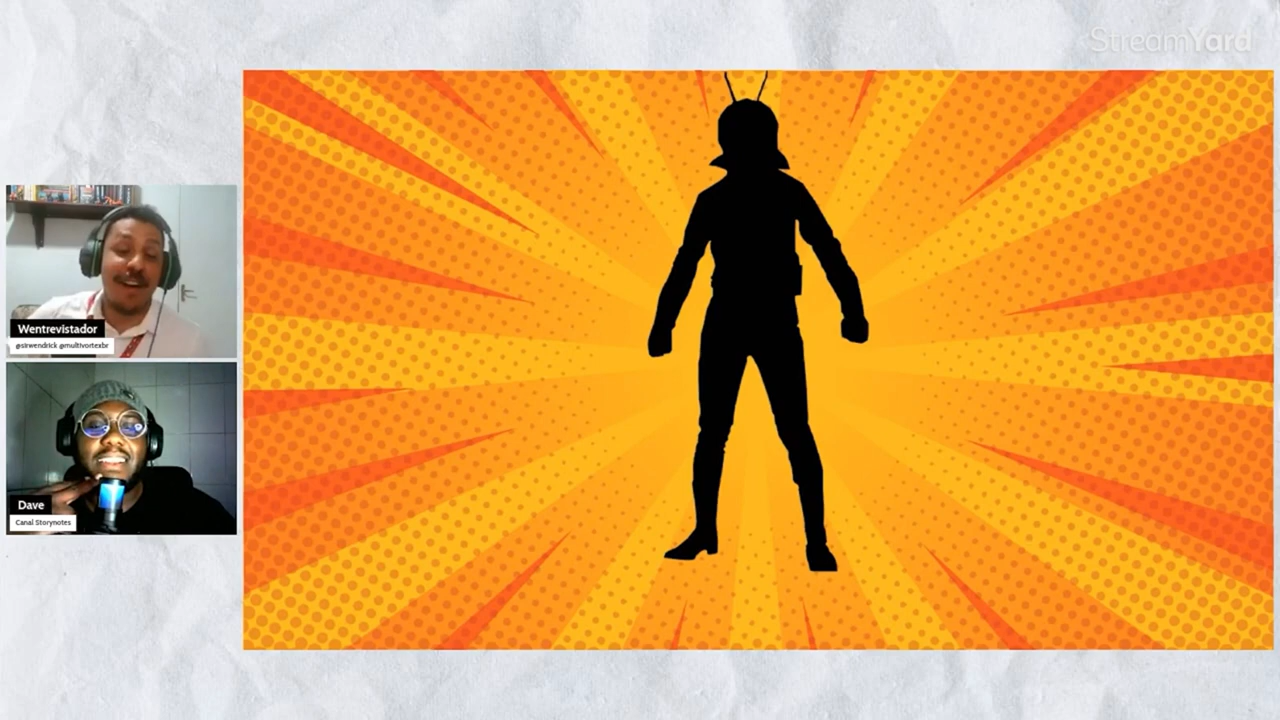 StreamYard
Wentrevistador
@sirwendrick @multivortexbr
Dave
Canal Storynotes